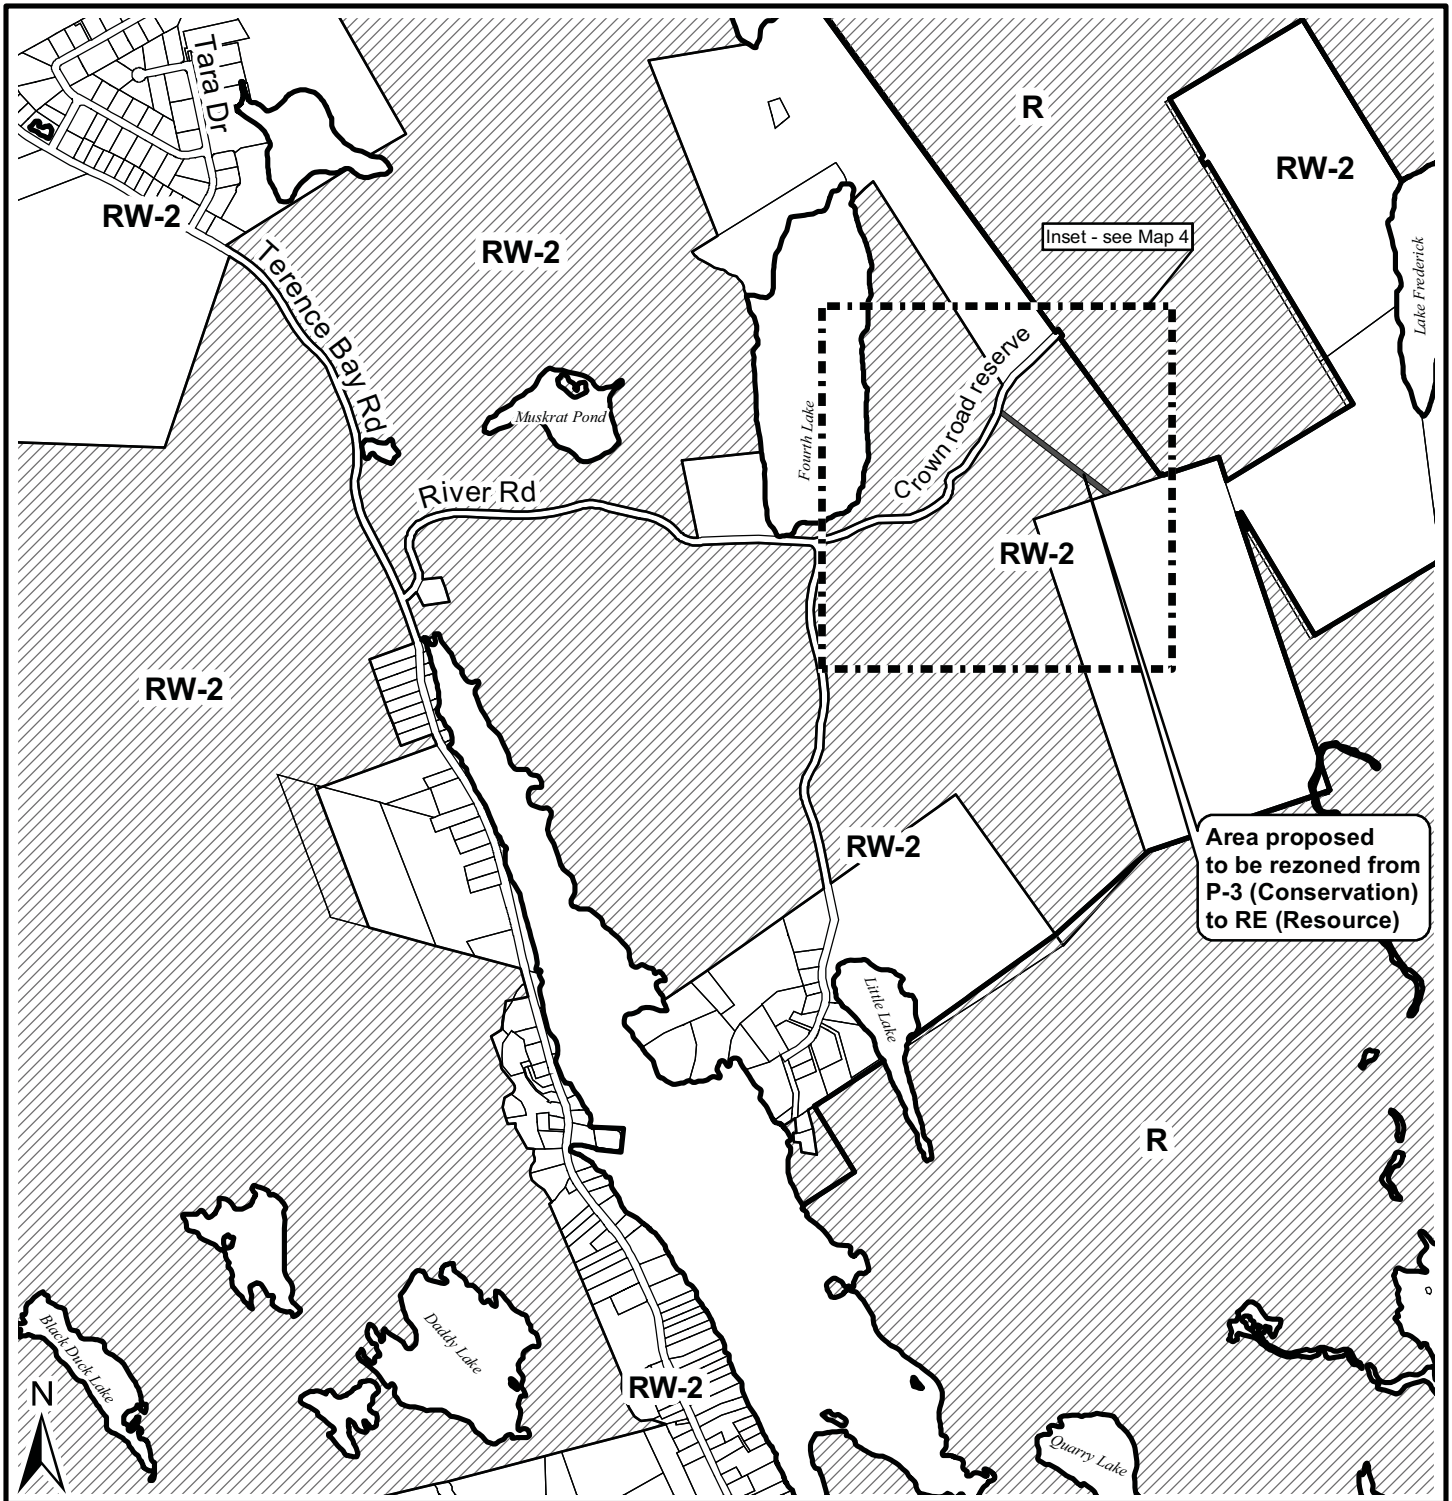 Tara Dr
B
R
RW-2
RW-2
RW-2
Inset - see Map 4
Lake Frederick
Terence Bay Rd
Crown road reserve
Muskrat Pond
Fourth Lake
River Rd
RW-2
RW-2
RW-2
Area proposed
to be rezoned from
P-3 (Conservation)
to RE (Resource)
Little Lake
R
Black Duck Lake
Daddy Lake
RW-2
N
Quarry Lake